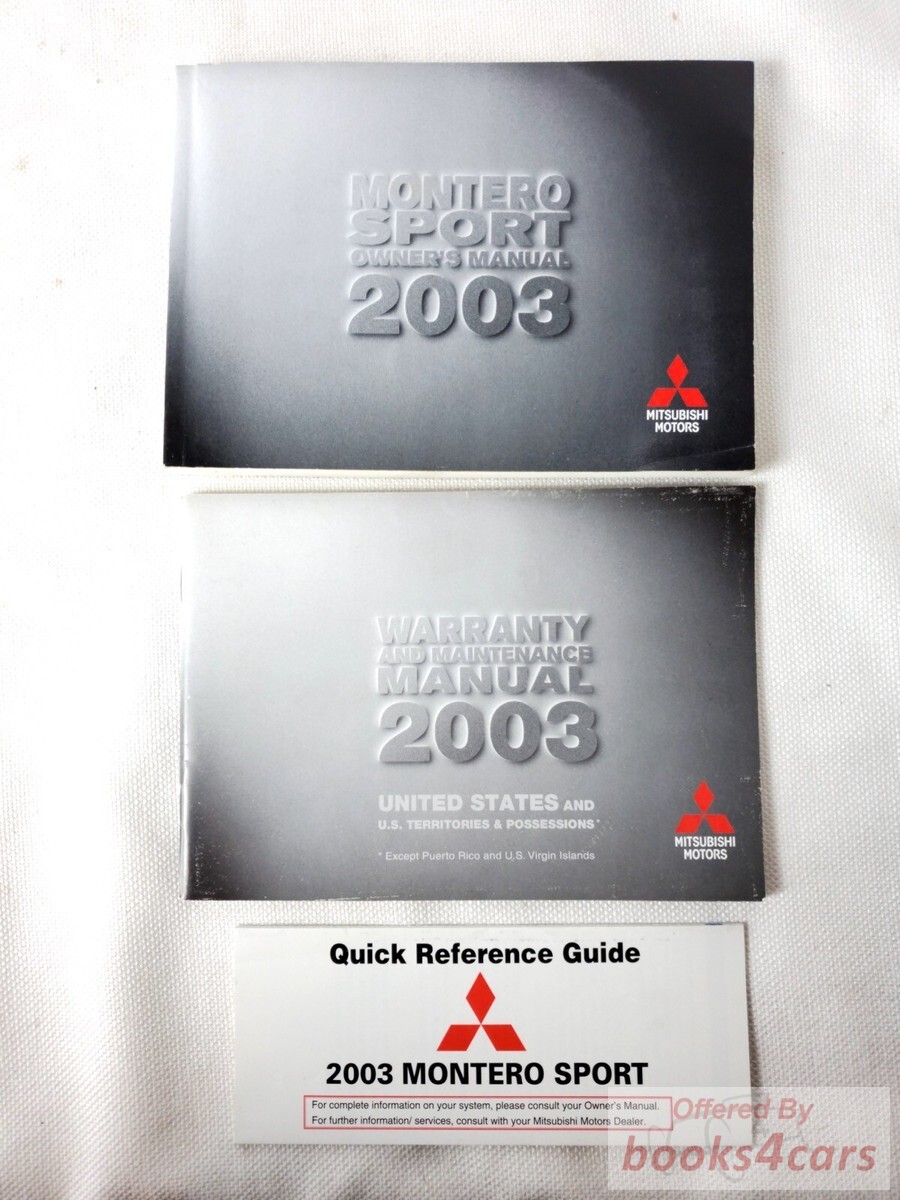 MONTERO
SPORT
OWNER'S MANUAL
2003
MITSUBISHI
MOTORS
WARRANTY
AND MAINTENANCE
MANUAL
2003
UNITED STATES AND
U.S. TERRITORIES & POSSESSIONS*
* Except Puerto Rico and U.S. Virgin Islands
MITSUBISHI
MOTORS
Quick Reference Guide
2003 MONTERO SPORT
For complete information on your system, please consult your Owner's Manual.
For further information/ services, consult with your Mitsubishi Motors Dealer.
Offered By
books4cars